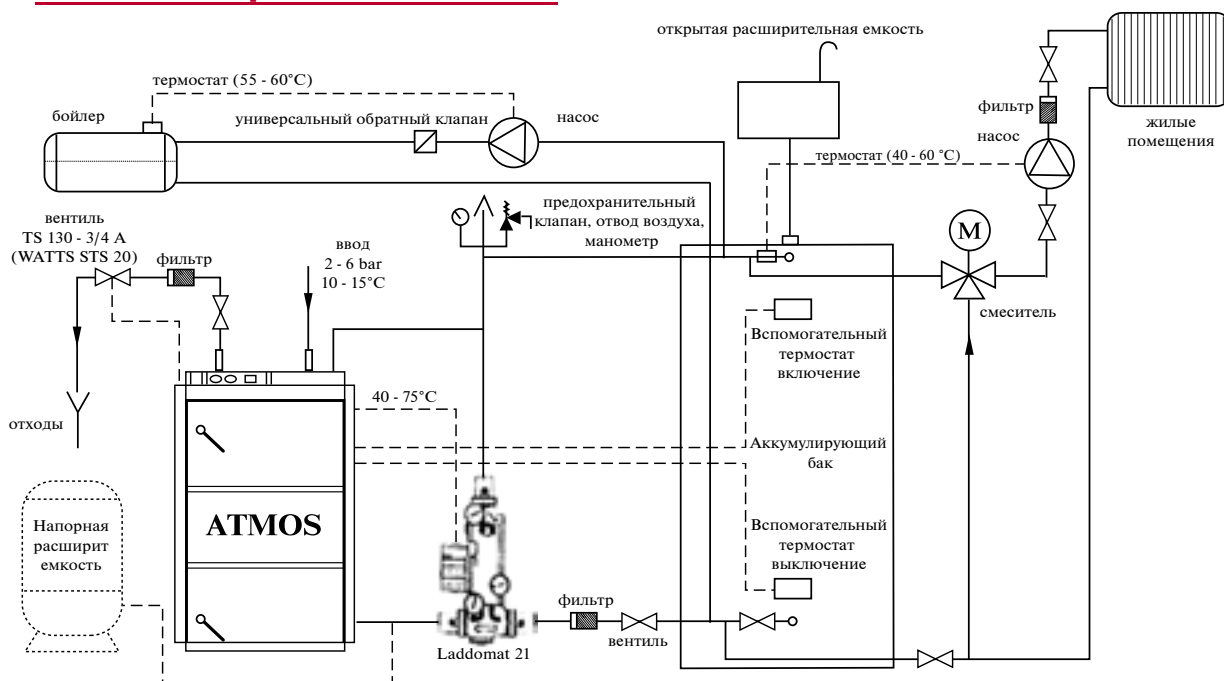 открытая расширительная емкость
термостат (55 - 60°C)
бойлер
универсальный обратный клапан
насос
фильтр
насос
жилые
помещения
термостат (40 - 60 °C)
вентиль
TS 130 - 3/4 A
(WATTS STS 20)
фильтр
ввод
2 - 6 bar
10 - 15°C
предохранительный
клапан, отвод воздуха,
манометр
M
смеситель
Вспомогательный
термостат
включение
40 - 75°C
отходы
Аккумулирующий
бак
ATMOS
Напорная
расширит
емкость
Вспомогательный
термостат
выключение
фильтр
вентиль
Laddomat 21